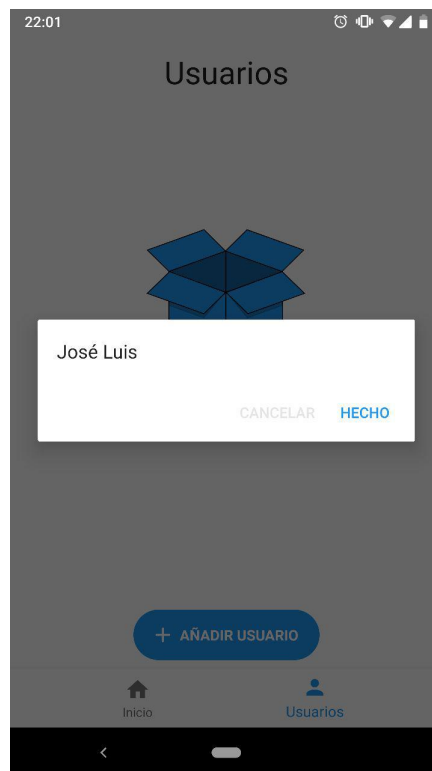 22:01
Usuarios
José Luis
CANCELAR HECHO
+ AÑADIR USUARIO
Inicio Usuarios